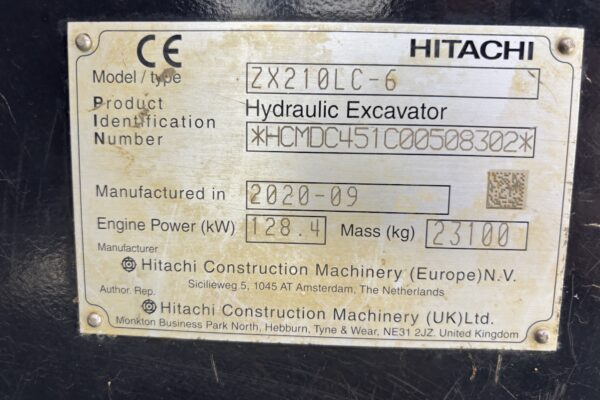 CE HITACHI
Model/type ZX210LC-6
Product Hydraulic Excavator
Identification
Number *HCMDC451C00508302*
Manufactured in 2020-09
Engine Power (kW) 128.4 Mass (kg) 23100
Manufacturer
Hitachi Construction Machinery (Europe)N.V.
Sicilieweg 5, 1045 AT Amsterdam, The Netherlands
Author. Rep.
Hitachi Construction Machinery (UK)Ltd.
Monkton Business Park North, Hebburn, Tyne & Wear, NE31 2JZ. United Kingdom